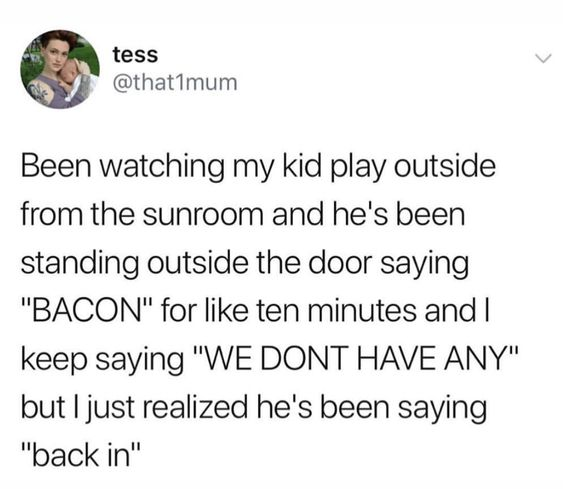 tess
@that1mum
Been watching my kid play outside
from the sunroom and he's been
standing outside the door saying
"BACON" for like ten minutes and I
keep saying "WE DONT HAVE ANY"
but I just realized he's been saying
"back in"